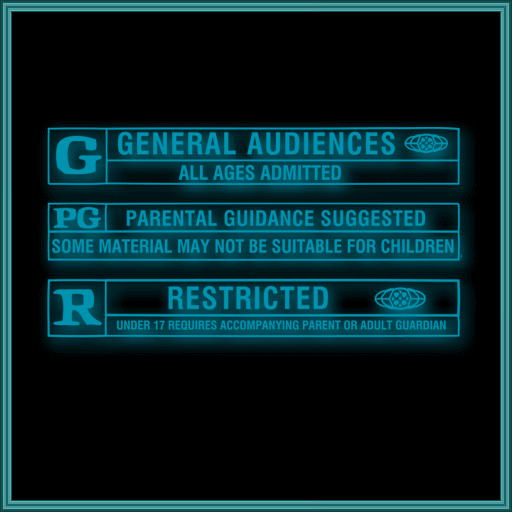 G
GENERAL AUDIENCES
ALL AGES ADMITTED
PG
PARENTAL GUIDANCE SUGGESTED
SOME MATERIAL MAY NOT BE SUITABLE FOR CHILDREN
R
RESTRICTED
UNDER 17 REQUIRES ACCOMPANYING PARENT OR ADULT GUARDIAN